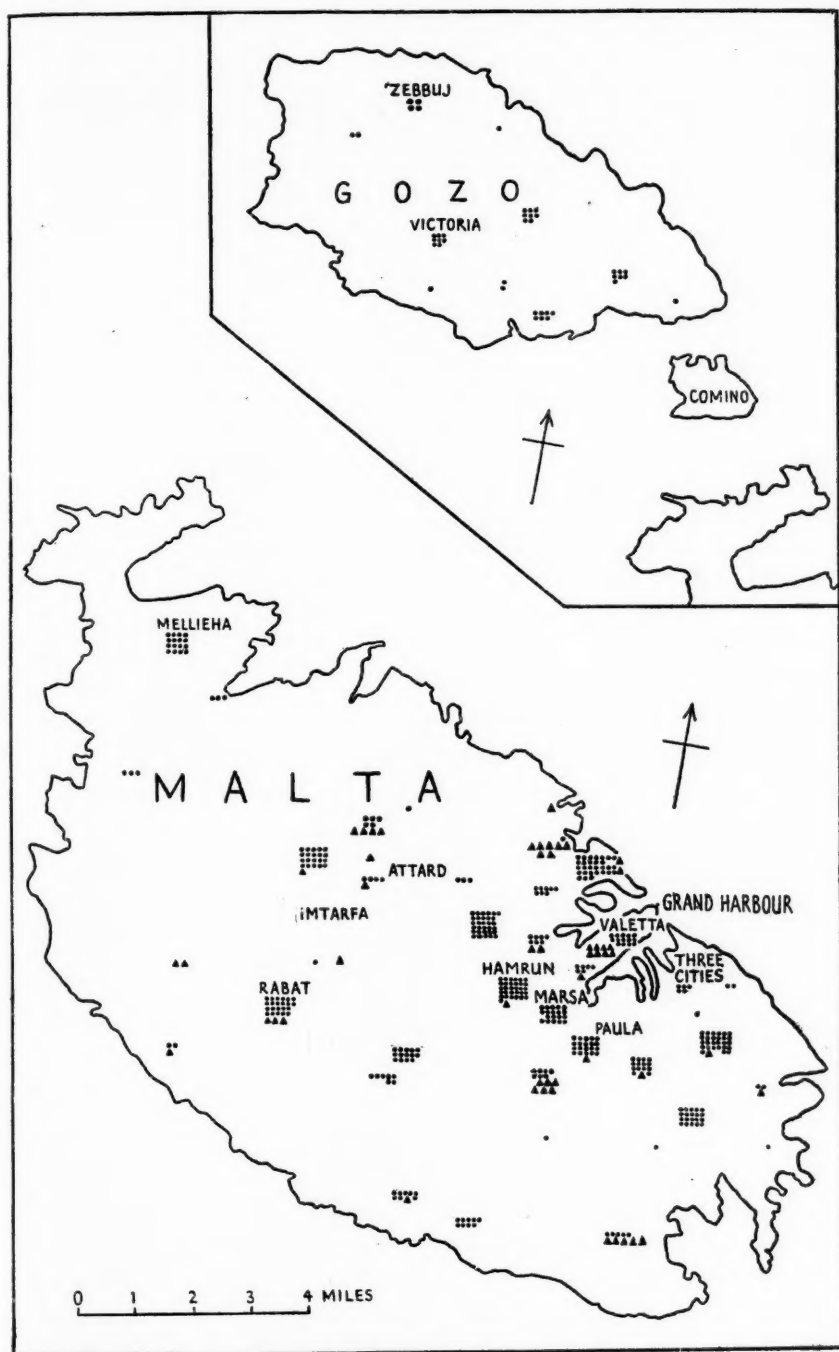 ZEBBUJ
GOZO
VICTORIA
COMINO
MELLIEHA
MALTA
ATTARD
IMTARFA
GRAND HARBOUR
VALETTA
HAMRUN
THREE
CITIES
RABAT
MARSA
PAULA
0 1 2 3 4 MILES